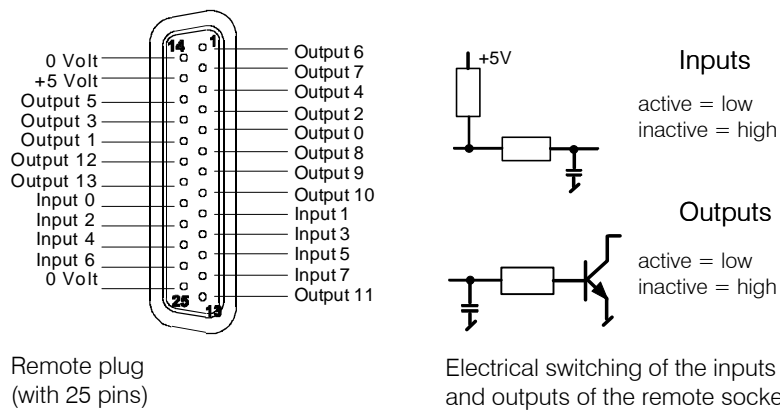 14
1
0 Volt
+5 Volt
Output 5
Output 3
Output 1
Output 12
Output 13
Input 0
Input 2
Input 4
Input 6
0 Volt
Output 6
Output 7
Output 4
Output 2
Output 0
Output 8
Output 9
Output 10
Input 1
Input 3
Input 5
Input 7
Output 11
25
13
Remote plug
(with 25 pins)
+5V
Inputs
active = low
inactive = high
Outputs
active = low
inactive = high
Electrical switching of the inputs
and outputs of the remote socke